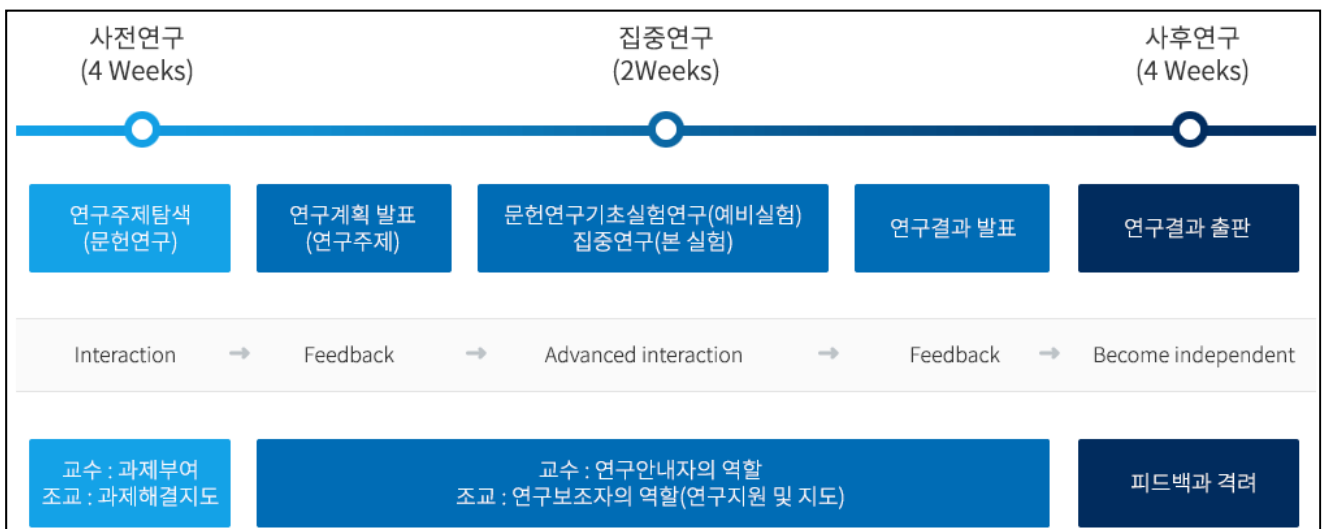 사전연구
(4 Weeks)
집중연구
(2Weeks)
사후연구
(4 Weeks)
연구주제탐색
(문헌연구)
연구계획 발표
(연구주제)
문헌연구기초실험연구(예비실험)
집중연구(본 실험)
연구결과 발표
연구결과 출판
Interaction → Feedback → Advanced interaction → Feedback → Become independent
교수 : 과제부여
조교 : 과제해결지도
교수 : 연구안내자의 역할
조교 : 연구보조자의 역할(연구지원 및 지도)
피드백과 격려